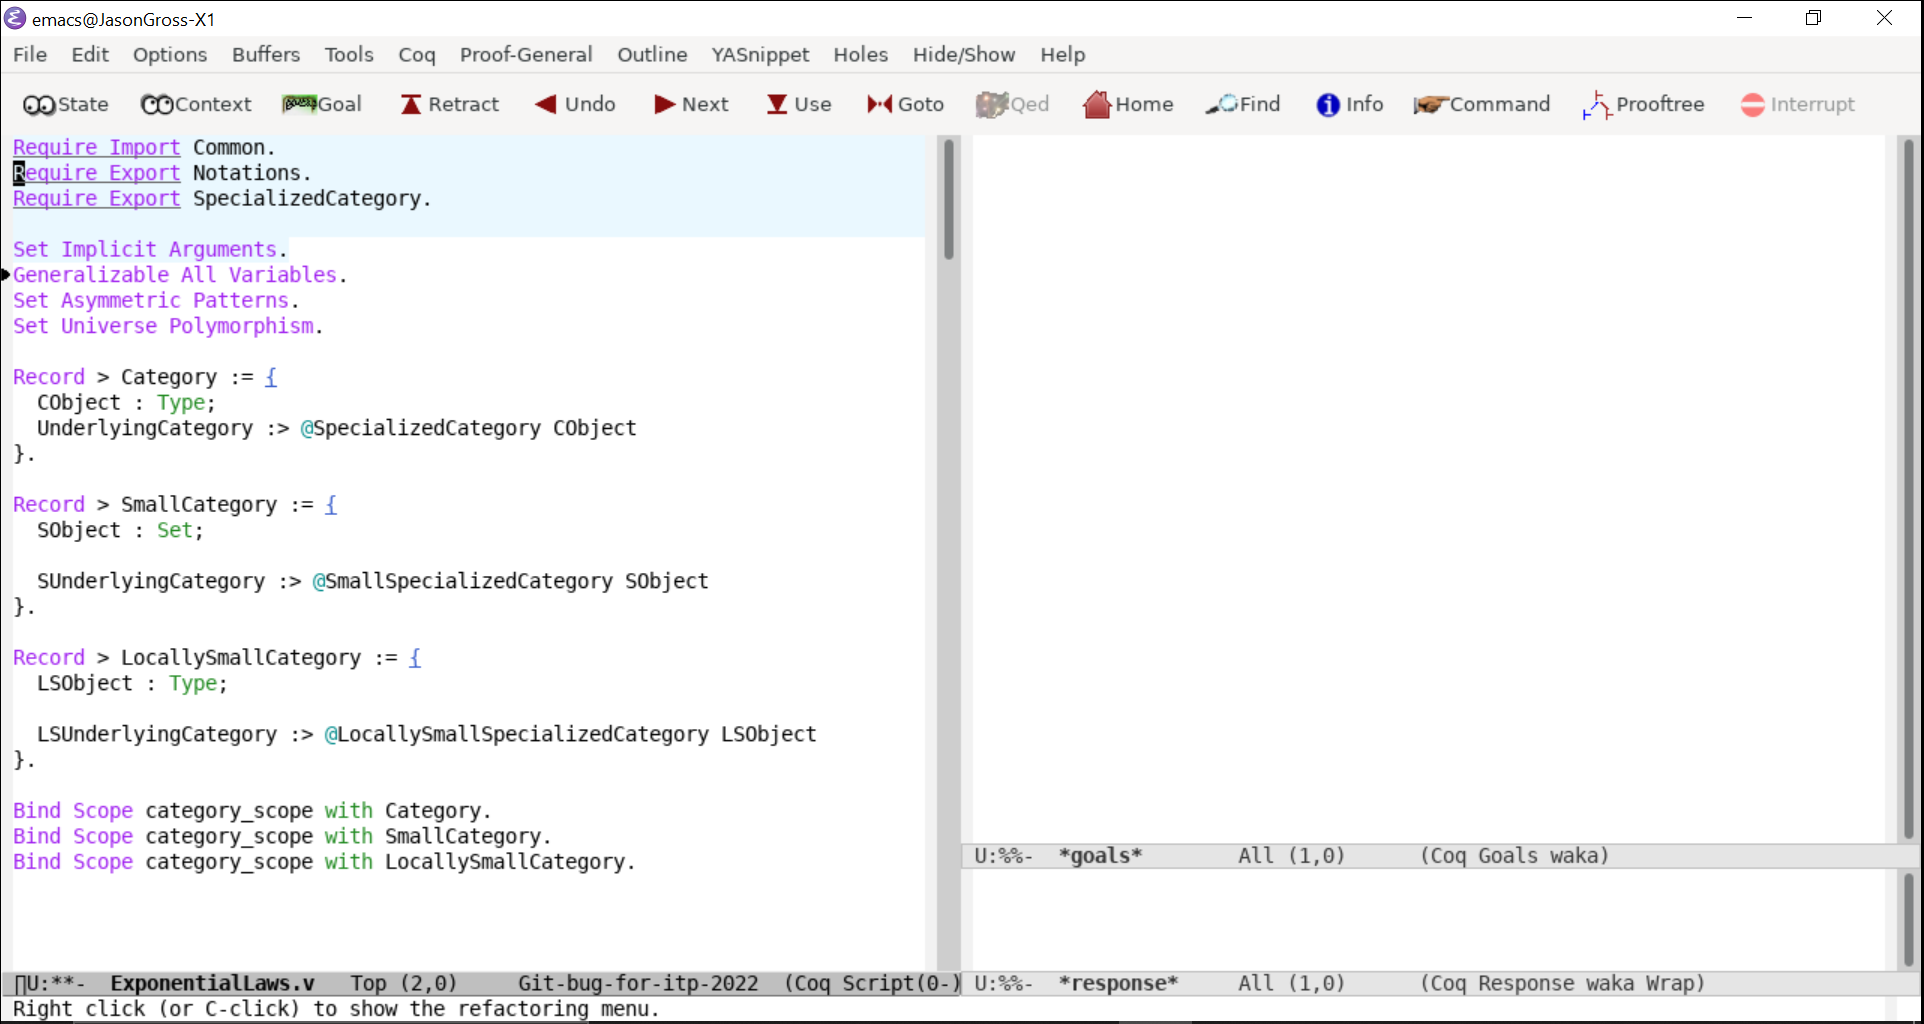 emacs@JasonGross-X1
File Edit Options Buffers Tools Coq Proof-General Outline YASnippet Holes Hide/Show Help
State Context Goal Retract Undo Next Use Goto Qed Home Find Info Command Prooftree Interrupt
Require Import Common.
Require Export Notations.
Require Export SpecializedCategory.
Set Implicit Arguments.
Generalizable All Variables.
Set Asymmetric Patterns.
Set Universe Polymorphism.
Record > Category := {
  CObject : Type;
  UnderlyingCategory :> @SpecializedCategory CObject
}.
Record > SmallCategory := {
  SObject : Set;
  SUnderlyingCategory :> @SmallSpecializedCategory SObject
}.
Record > LocallySmallCategory := {
  LSObject : Type;
  LSUnderlyingCategory :> @LocallySmallSpecializedCategory LSObject
}.
Bind Scope category_scope with Category.
Bind Scope category_scope with SmallCategory.
Bind Scope category_scope with LocallySmallCategory.
U:%%-  *goals*        All (1,0)      (Coq Goals waka)
U:**-  ExponentialLaws.v   Top (2,0)     Git-bug-for-itp-2022  (Coq Script(0-)
U:%%-  *response*     All (1,0)      (Coq Response waka Wrap)
Right click (or C-click) to show the refactoring menu.